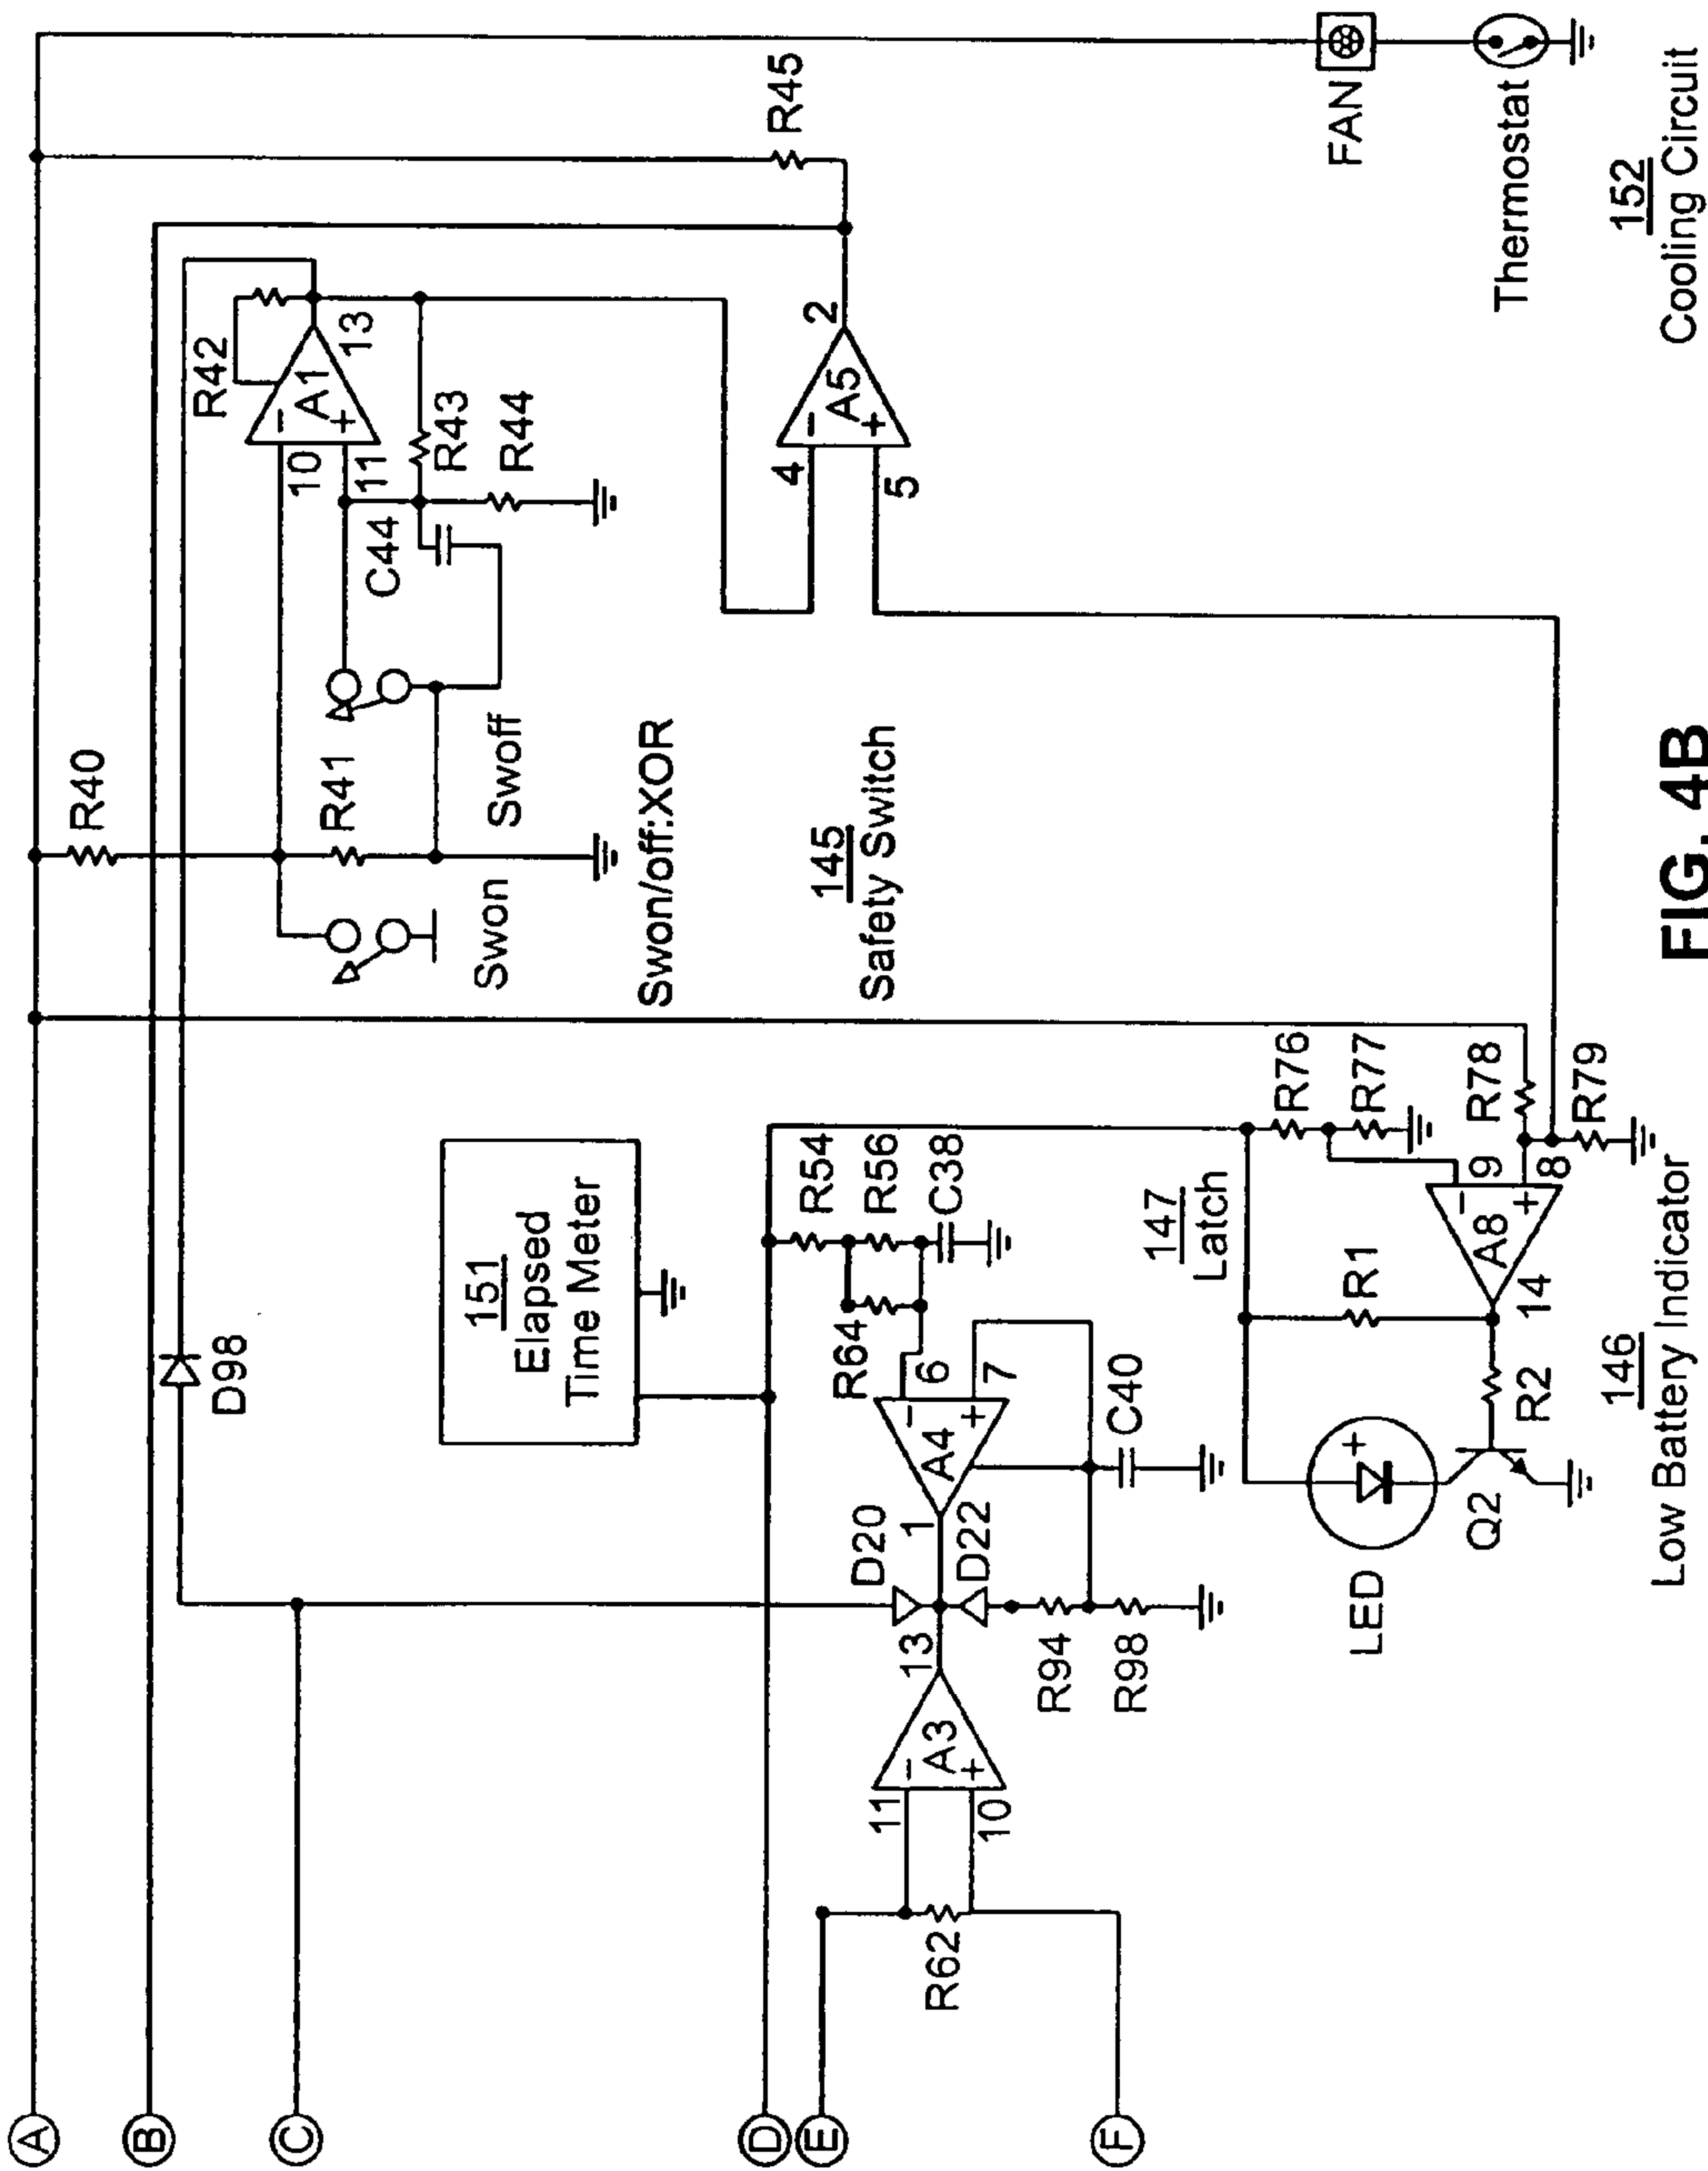 A
B
C
D
E
F
R40
R42
A1
−
+
10
11
13
R43
R44
C44
R41
Swon
Swoff
Swon/off:XOR
145
Safety Switch
R45
A5
−
+
4
5
2
D98
151
Elapsed
Time Meter
R54
R56
C38
R64
A4
−
+
6
7
1
D20
D22
C40
R94
R98
A3
−
+
11
10
13
R62
147
Latch
R76
R77
R78
R79
A8
−
+
9
8
14
R1
R2
Q2
LED
+
146
Low Battery Indicator
FAN
Thermostat
152
Cooling Circuit
FIG. 4B